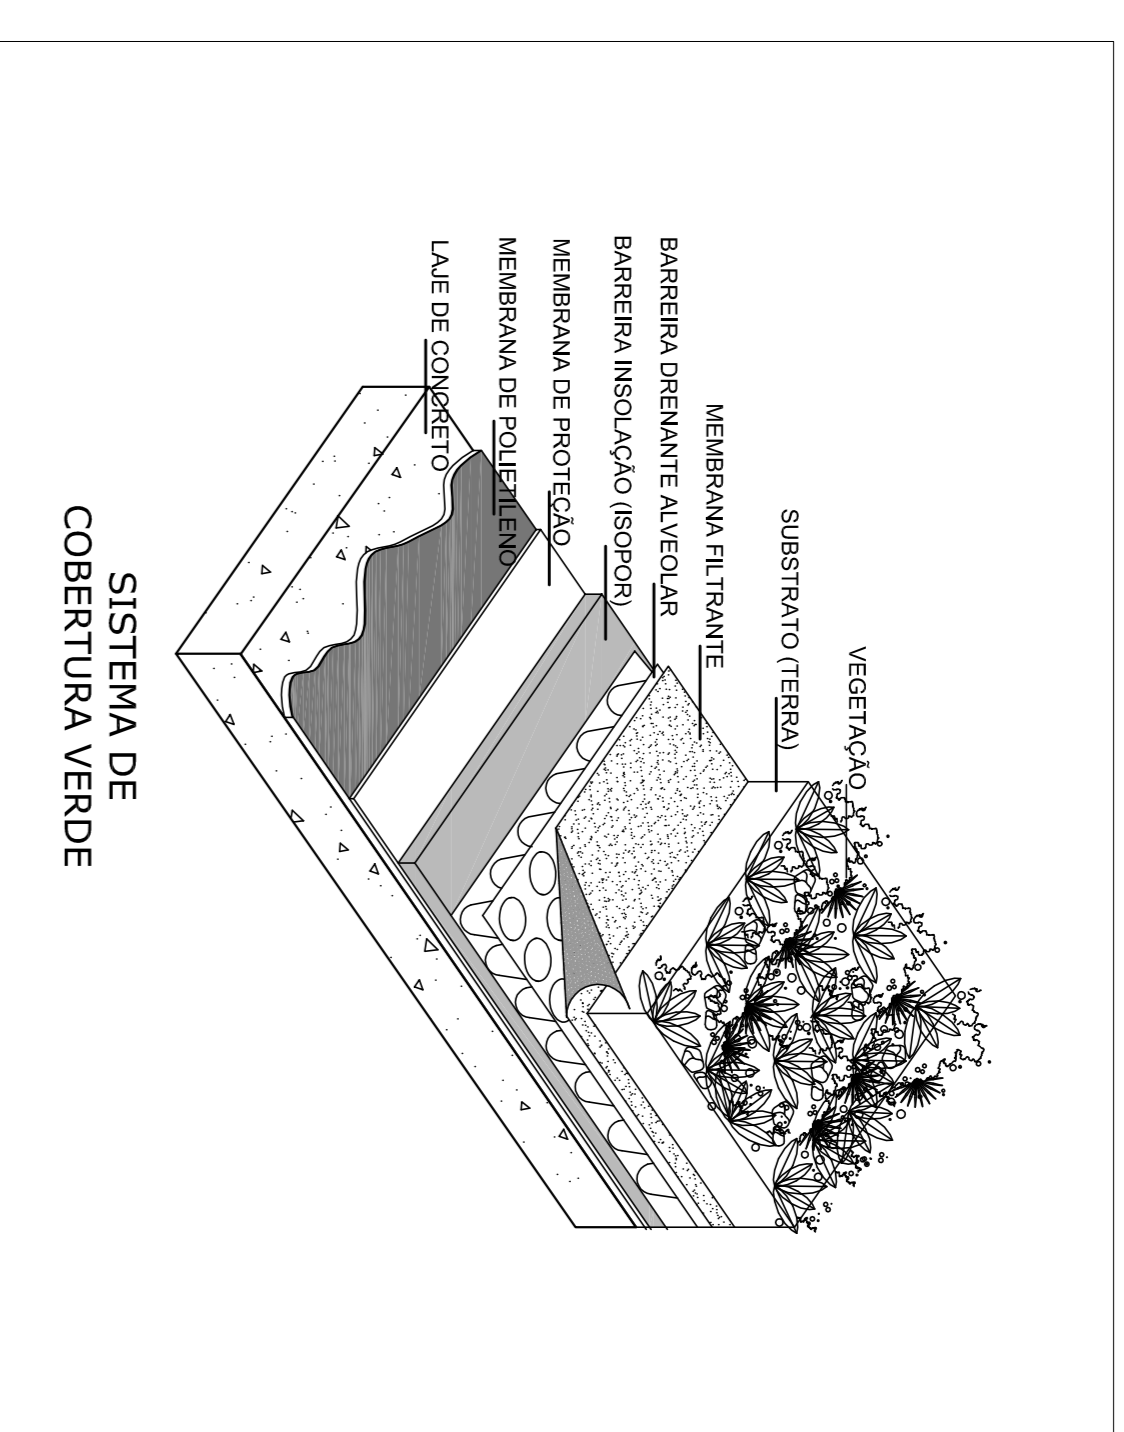 VEGETAÇÃO
SUBSTRATO (TERRA)
MEMBRANA FILTRANTE
BARREIRA DRENANTE ALVEOLAR
BARREIRA INSOLAÇÃO (ISOPOR)
MEMBRANA DE PROTEÇÃO
MEMBRANA DE POLIETILENO
LAJE DE CONCRETO
SISTEMA DE
COBERTURA VERDE